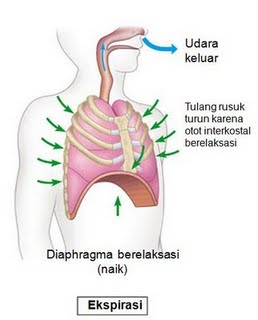 Udara
keluar
Tulang rusuk
turun karena
otot interkostal
berelaksasi
Diaphragma berelaksasi
(naik)
Ekspirasi